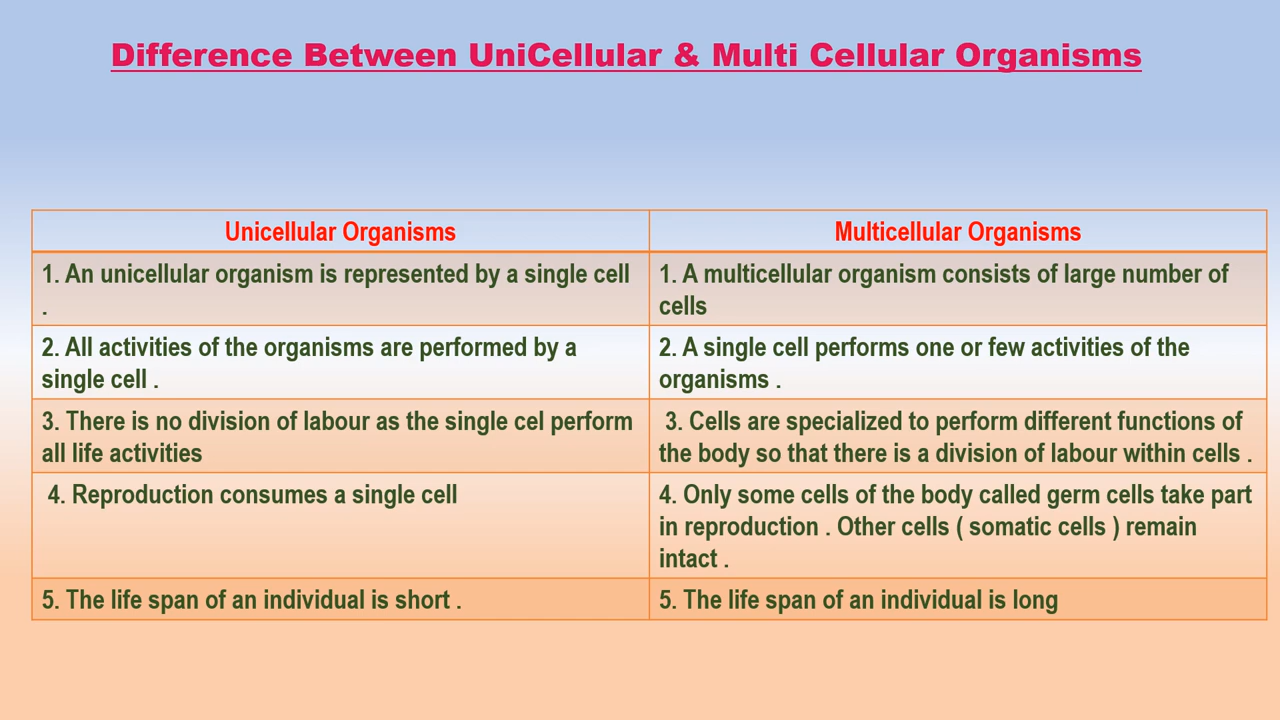 Difference Between UniCellular & Multi Cellular Organisms
Unicellular Organisms
Multicellular Organisms
1. An unicellular organism is represented by a single cell
.
1. A multicellular organism consists of large number of
cells
2. All activities of the organisms are performed by a
single cell .
2. A single cell performs one or few activities of the
organisms .
3. There is no division of labour as the single cel perform
all life activities
3. Cells are specialized to perform different functions of
the body so that there is a division of labour within cells .
4. Reproduction consumes a single cell
4. Only some cells of the body called germ cells take part
in reproduction . Other cells ( somatic cells ) remain
intact .
5. The life span of an individual is short .
5. The life span of an individual is long